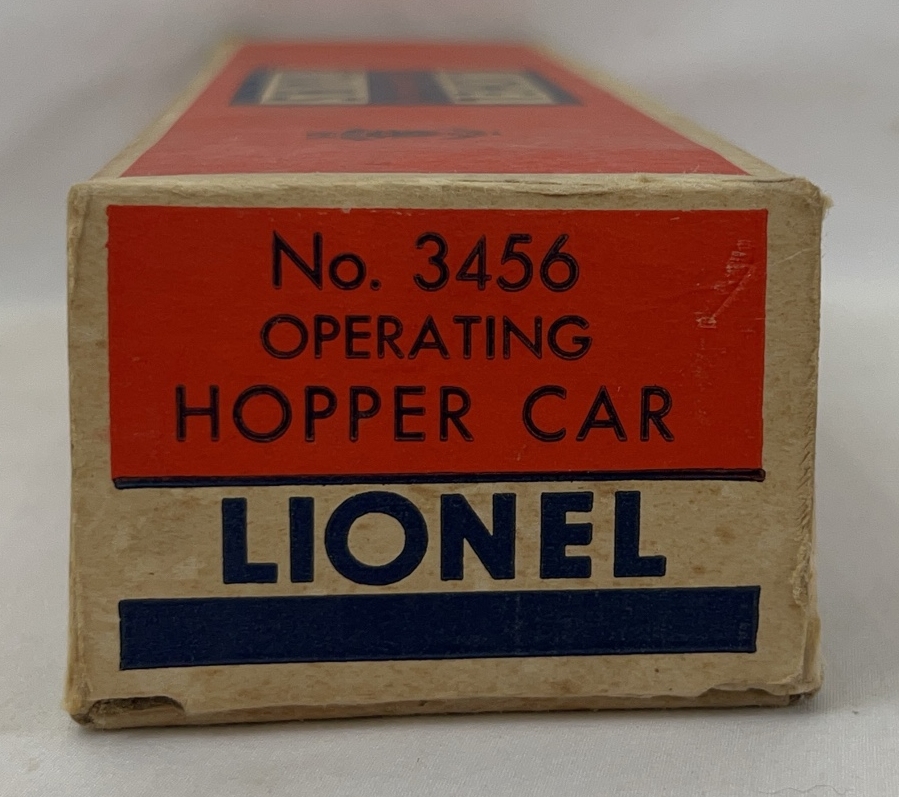 No. 3456
OPERATING
HOPPER CAR
LIONEL